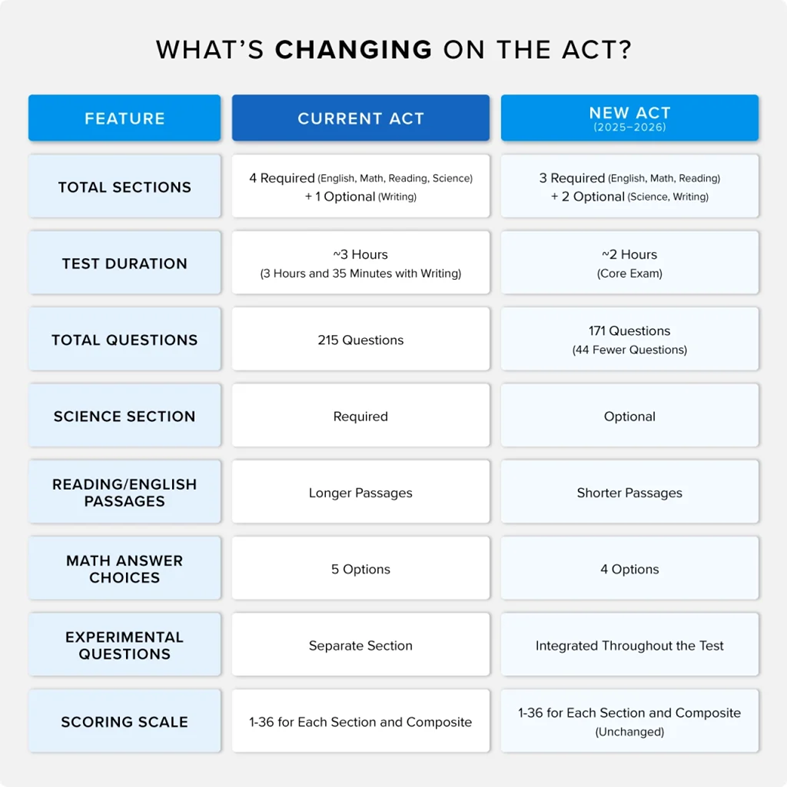 WHAT'S CHANGING ON THE ACT?
FEATURE
CURRENT ACT
NEW ACT
(2025–2026)
TOTAL SECTIONS
4 Required (English, Math, Reading, Science)
+ 1 Optional (Writing)
3 Required (English, Math, Reading)
+ 2 Optional (Science, Writing)
TEST DURATION
~3 Hours
(3 Hours and 35 Minutes with Writing)
~2 Hours
(Core Exam)
TOTAL QUESTIONS
215 Questions
171 Questions
(44 Fewer Questions)
SCIENCE SECTION
Required
Optional
READING/ENGLISH
PASSAGES
Longer Passages
Shorter Passages
MATH ANSWER
CHOICES
5 Options
4 Options
EXPERIMENTAL
QUESTIONS
Separate Section
Integrated Throughout the Test
SCORING SCALE
1-36 for Each Section and Composite
1-36 for Each Section and Composite
(Unchanged)